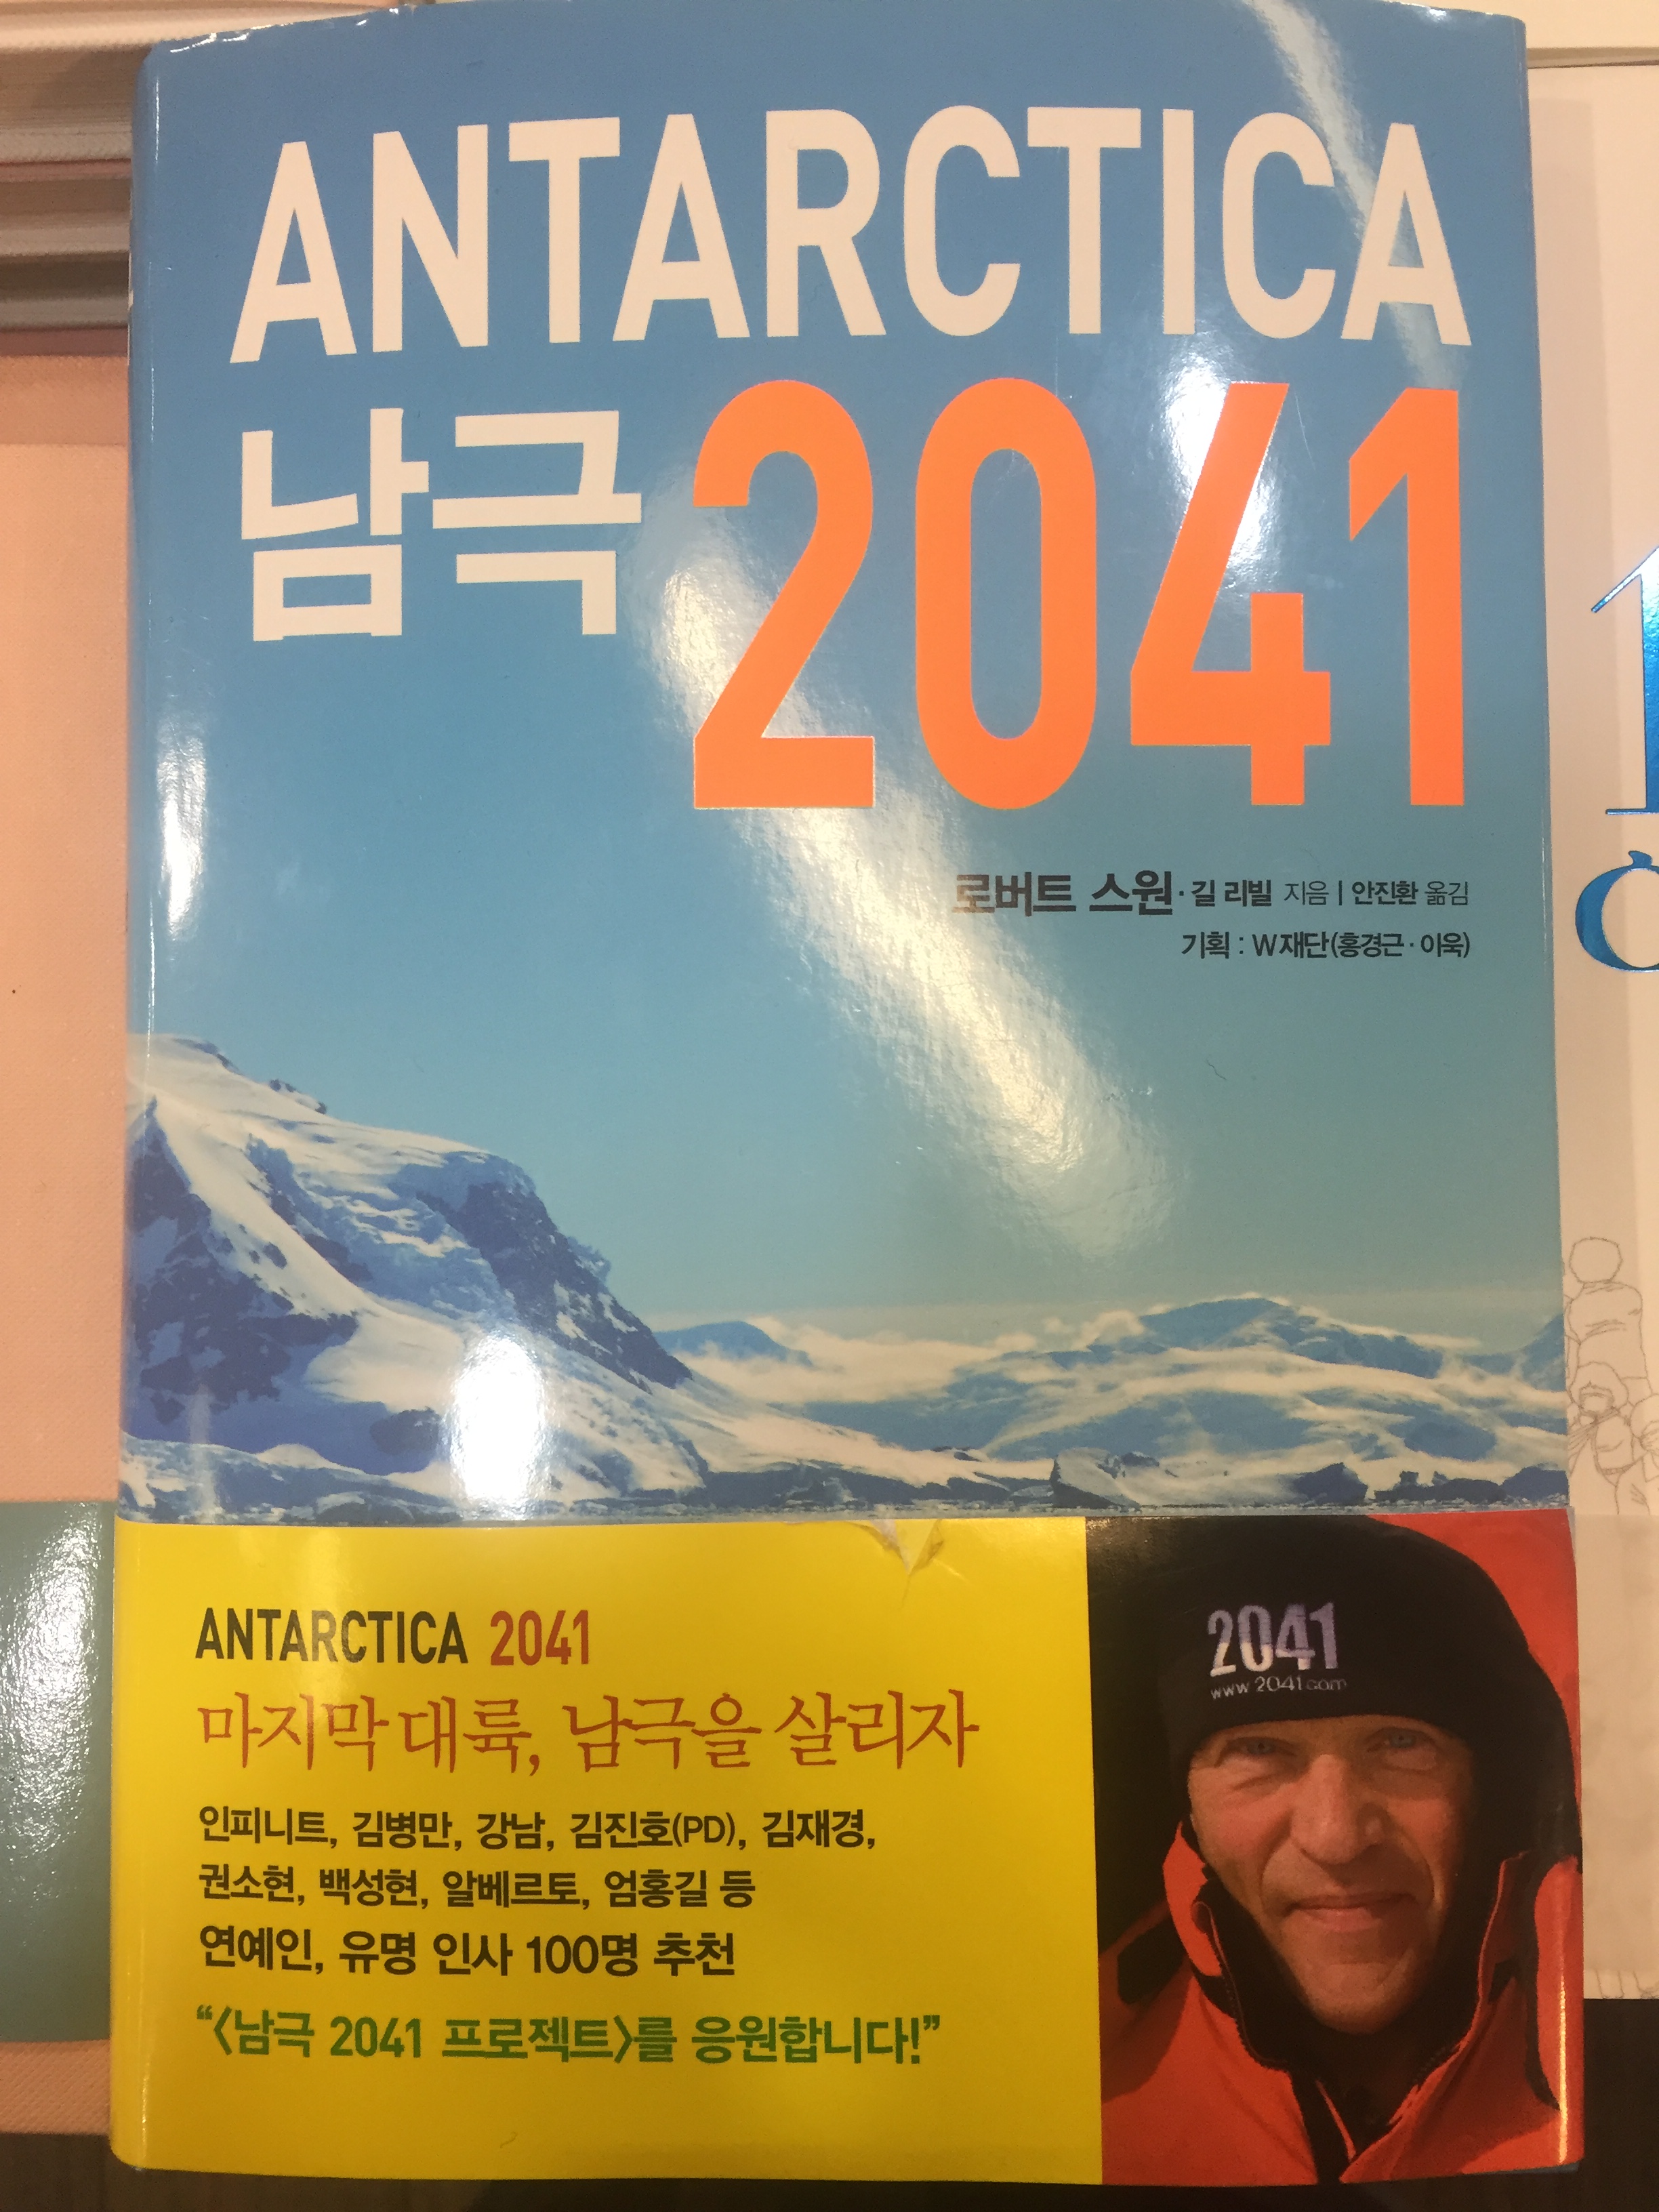 ANTARCTICA
남극 2041
로버트 스원·길 리빌 지음 | 안진환 옮김
기획 : W재단(홍경근·이욱)
ANTARCTICA 2041
마지막 대륙, 남극을 살리자
인피니트, 김병만, 강남, 김진호(PD), 김재경,
권소현, 백성현, 알베르토, 엄홍길 등
연예인, 유명 인사 100명 추천
“〈남극 2041 프로젝트〉를 응원합니다!”
2041
www.2041.com